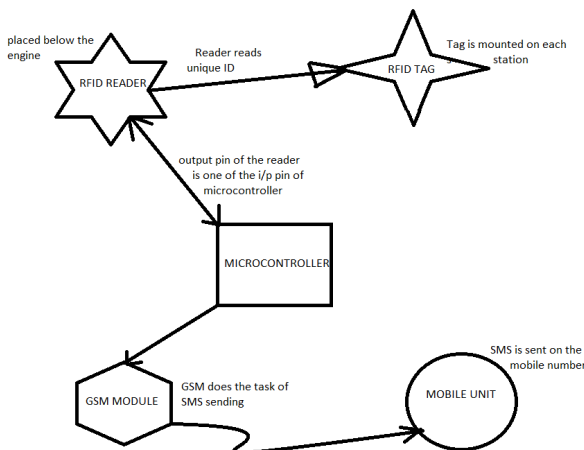 placed below the
engine
RFID READER
Reader reads
unique ID
RFID TAG
Tag is mounted on each
station
output pin of the reader
is one of the i/p pin of
microcontroller
MICROCONTROLLER
GSM MODULE
GSM does the task of
SMS sending
SMS is sent on the
mobile number
MOBILE UNIT